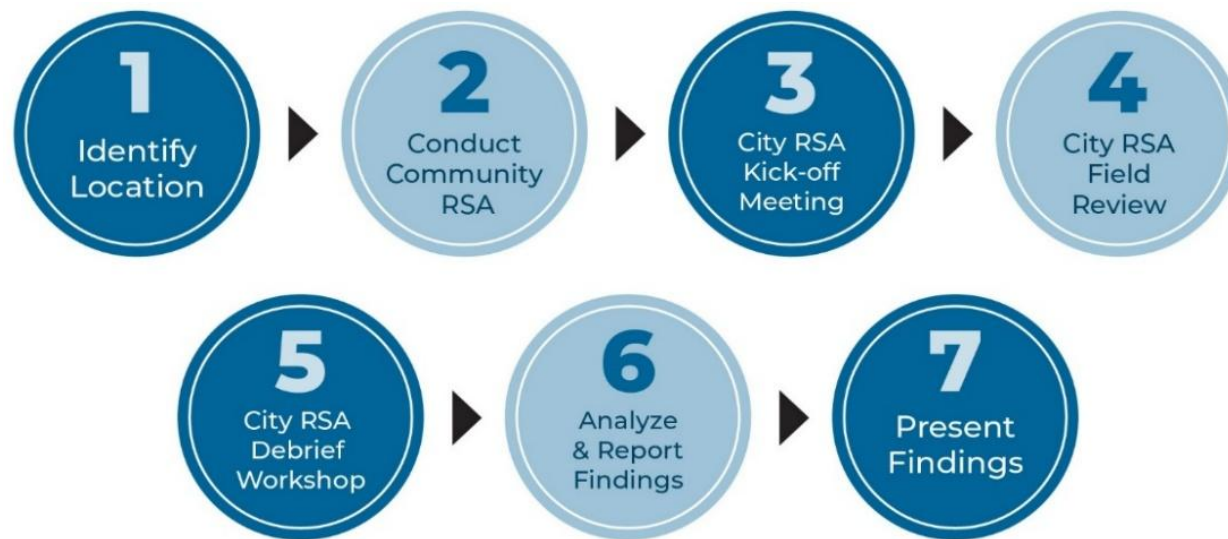 1
Identify
Location
2
Conduct
Community
RSA
3
City RSA
Kick-off
Meeting
4
City RSA
Field
Review
5
City RSA
Debrief
Workshop
6
Analyze
& Report
Findings
7
Present
Findings